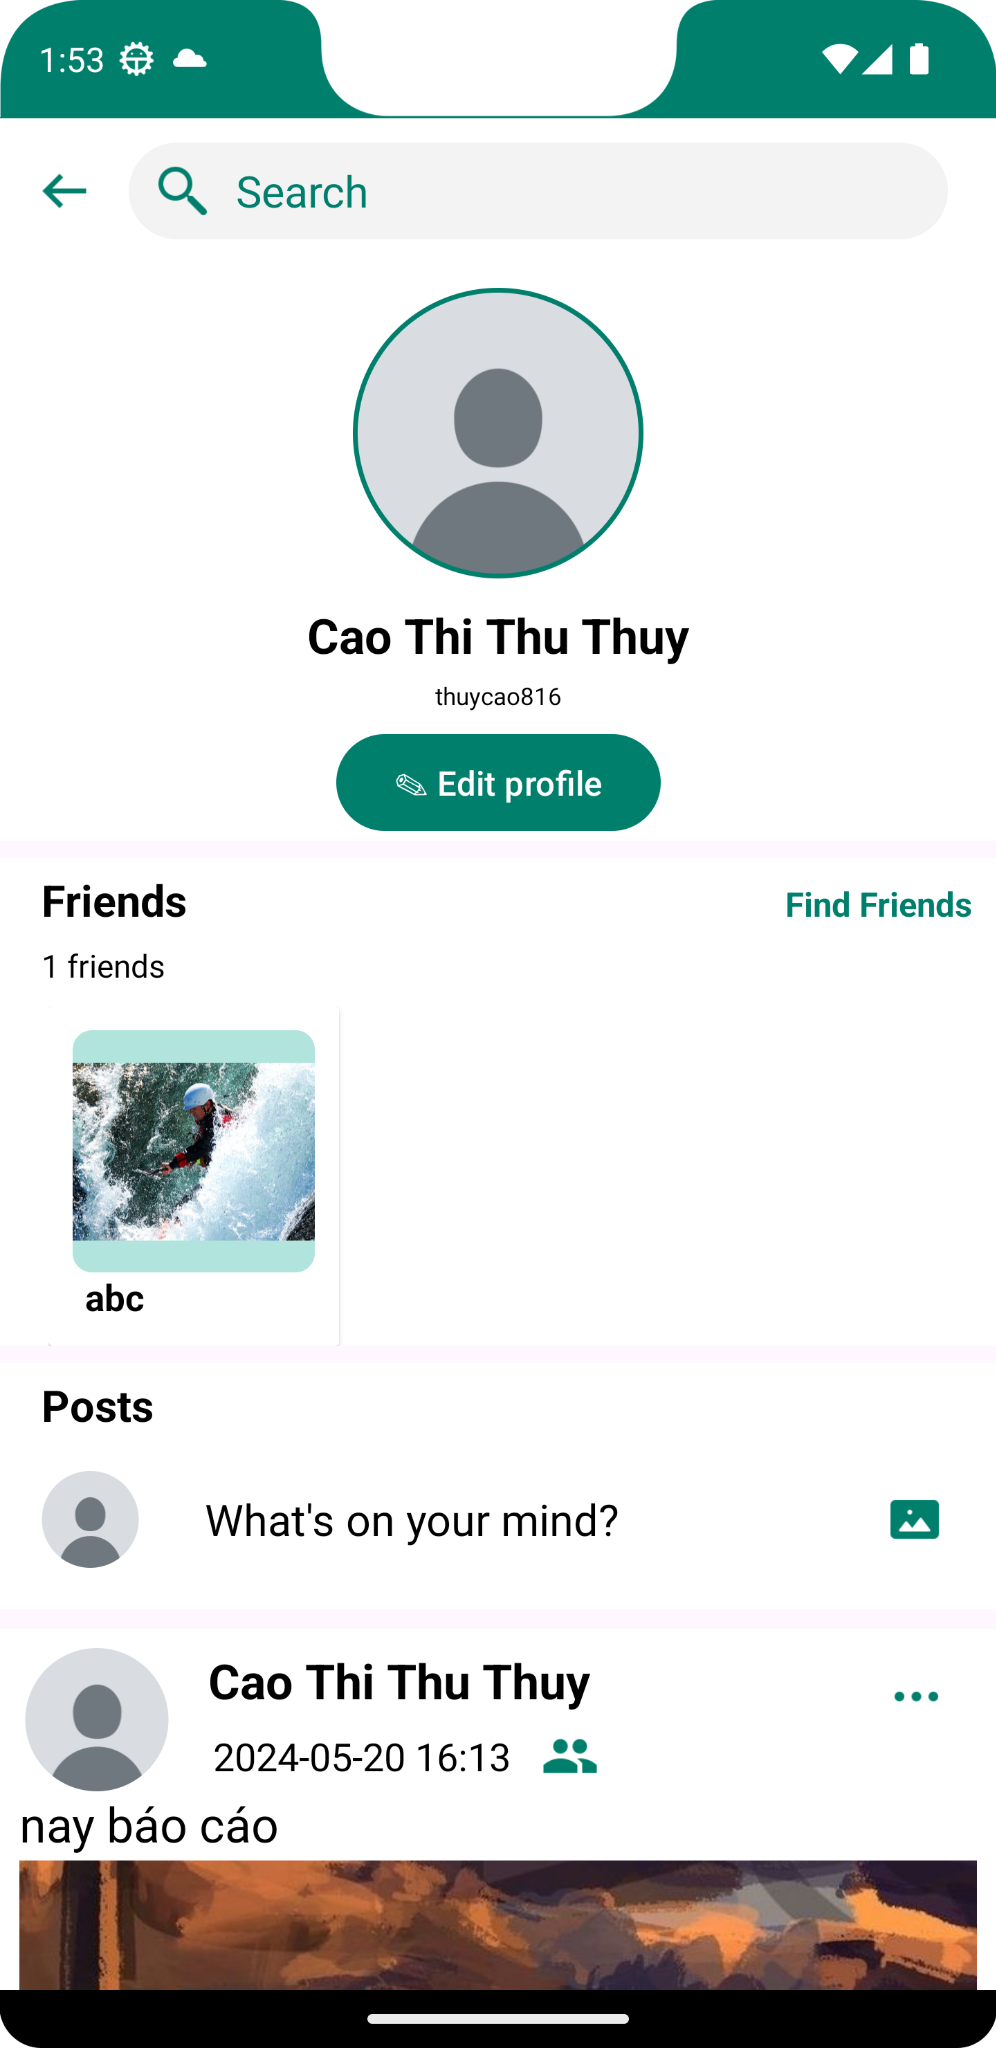 1:53
Search
Cao Thi Thu Thuy
thuycao816
✏ Edit profile
Friends
Find Friends
1 friends
abc
Posts
What's on your mind?
Cao Thi Thu Thuy
2024-05-20 16:13
nay báo cáo